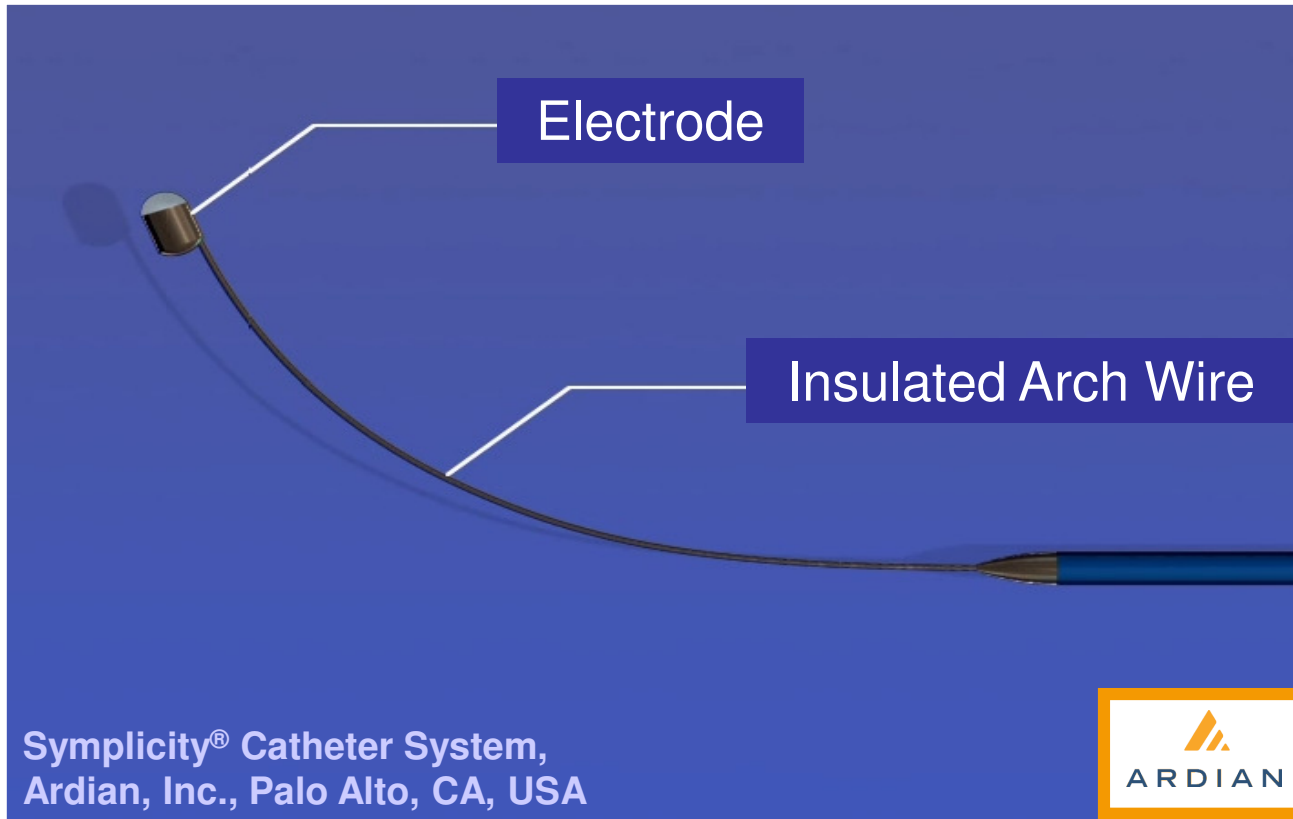 Electrode
Insulated Arch Wire
Symplicity® Catheter System,
Ardian, Inc., Palo Alto, CA, USA
ARDIAN